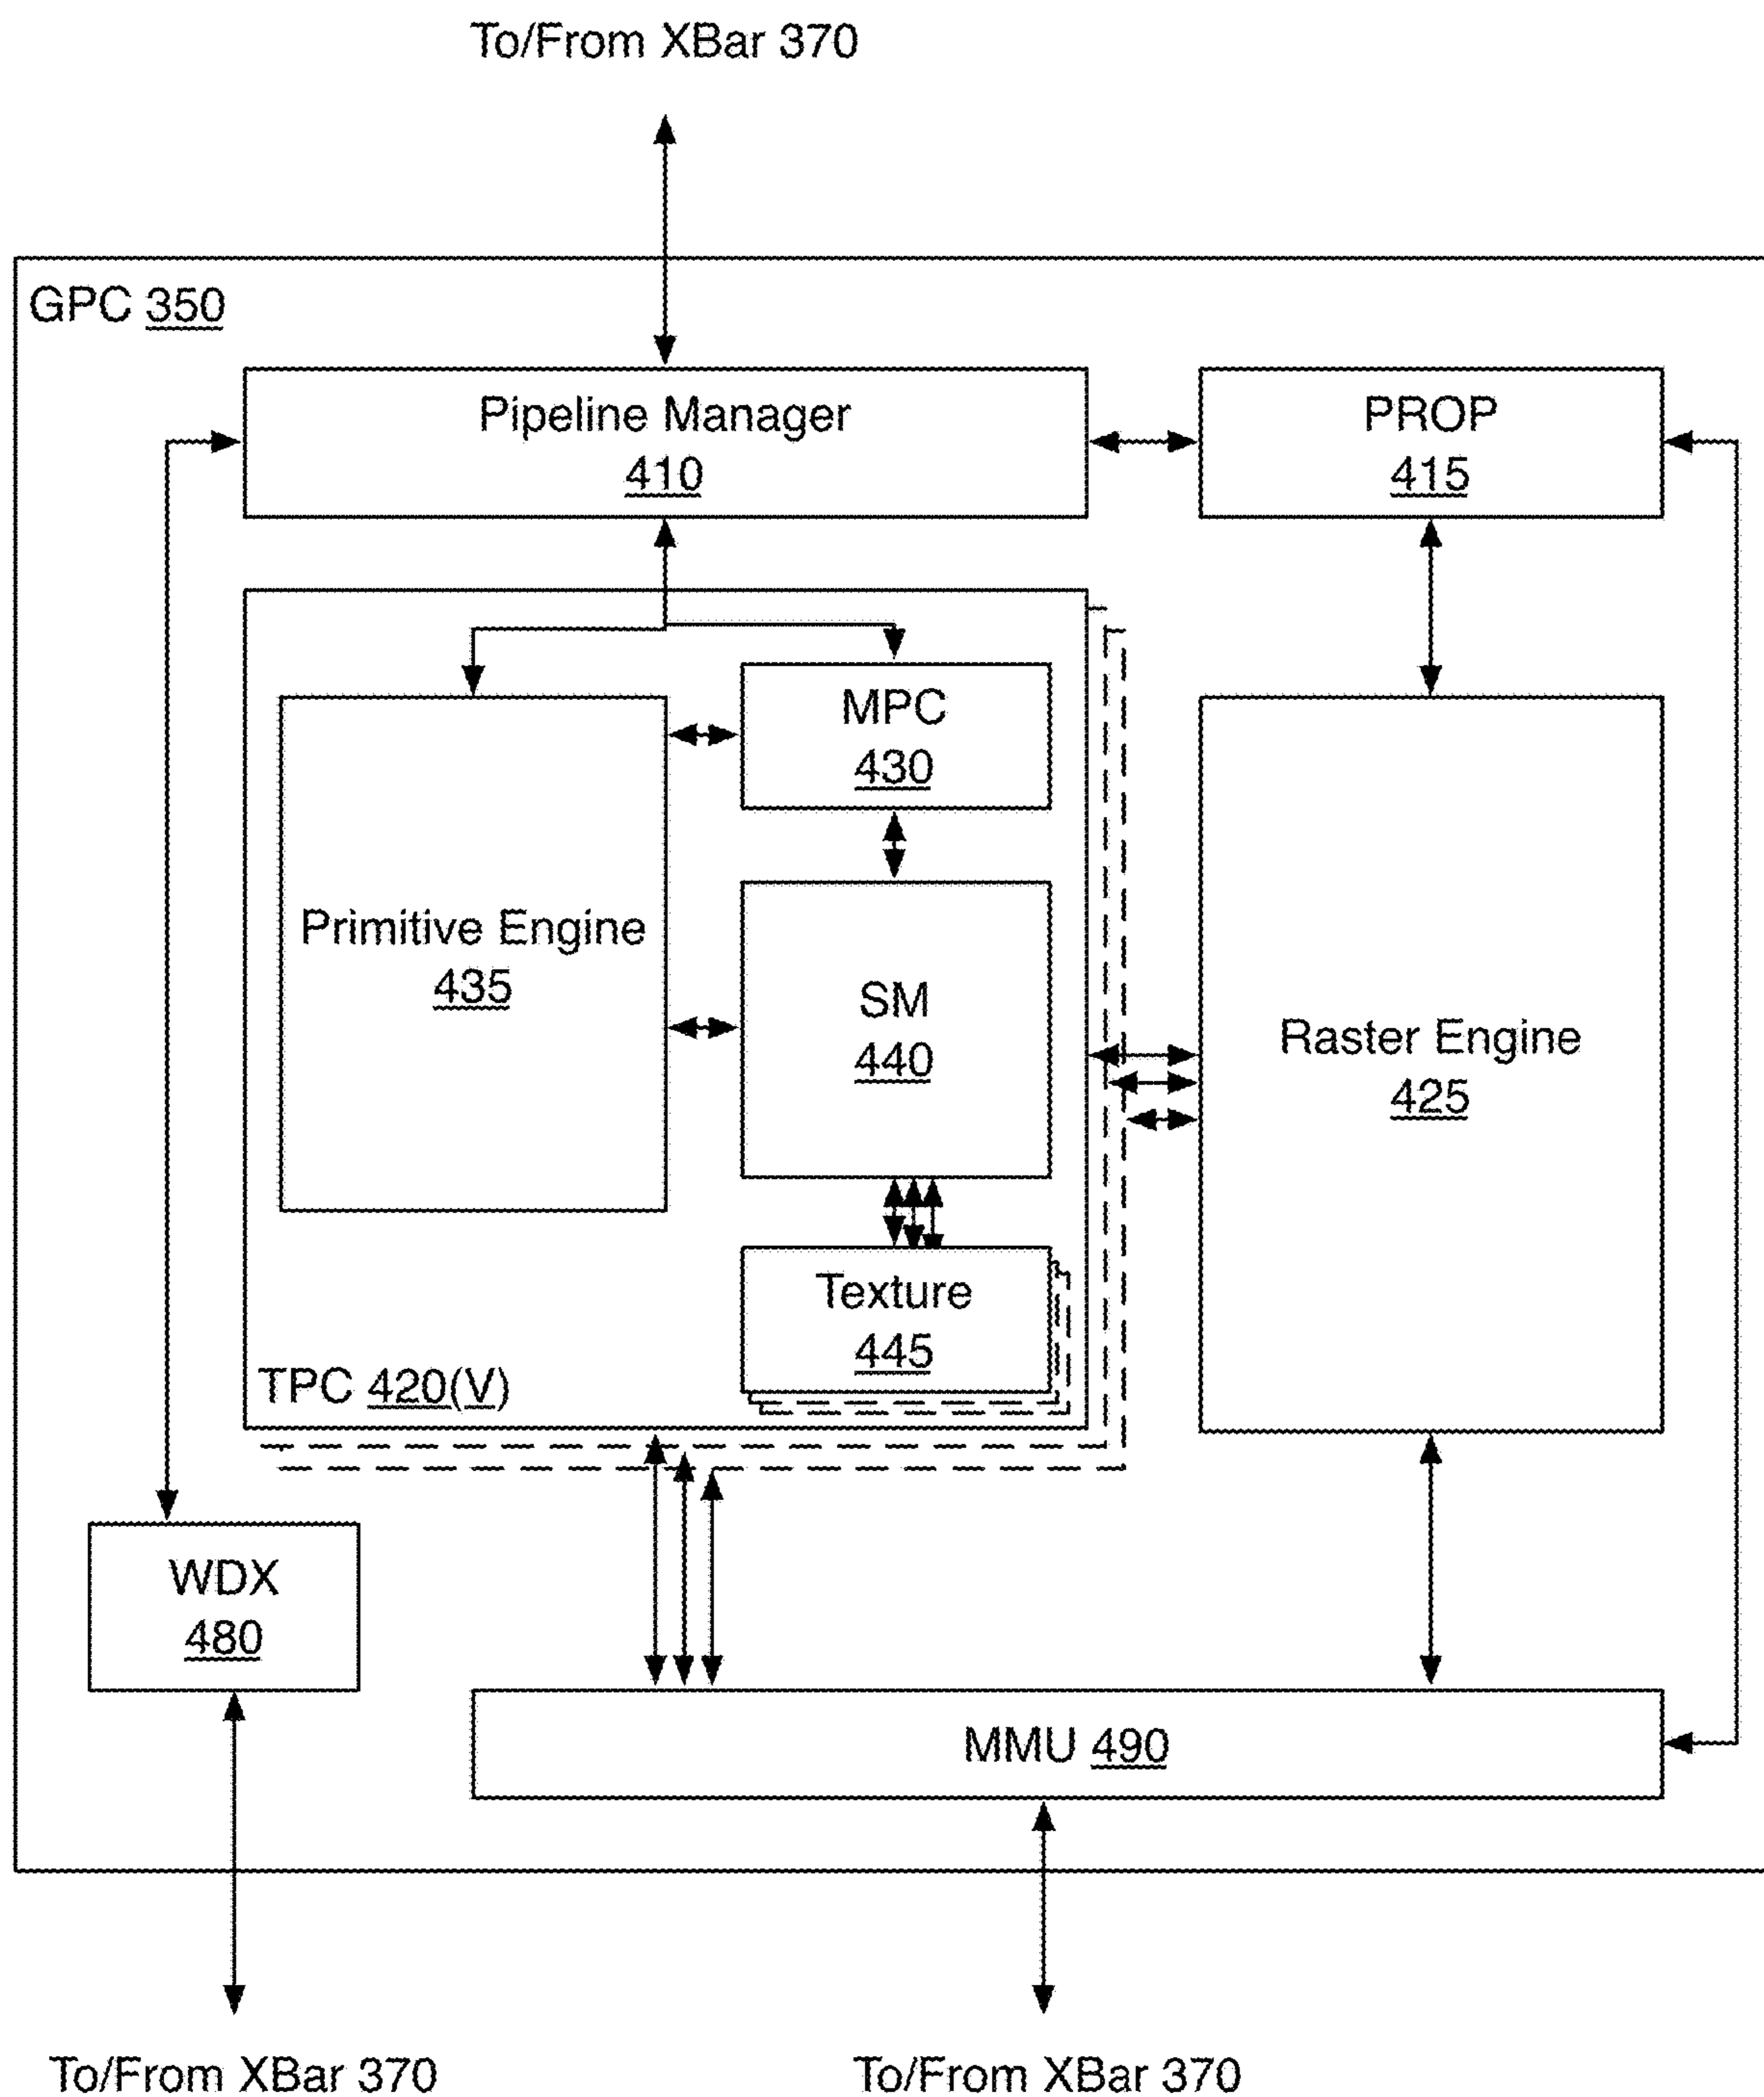 To/From XBar 370
GPC 350
Pipeline Manager
410
PROP
415
MPC
430
Primitive Engine
435
SM
440
Raster Engine
425
Texture
445
TPC 420(V)
WDX
480
MMU 490
To/From XBar 370
To/From XBar 370